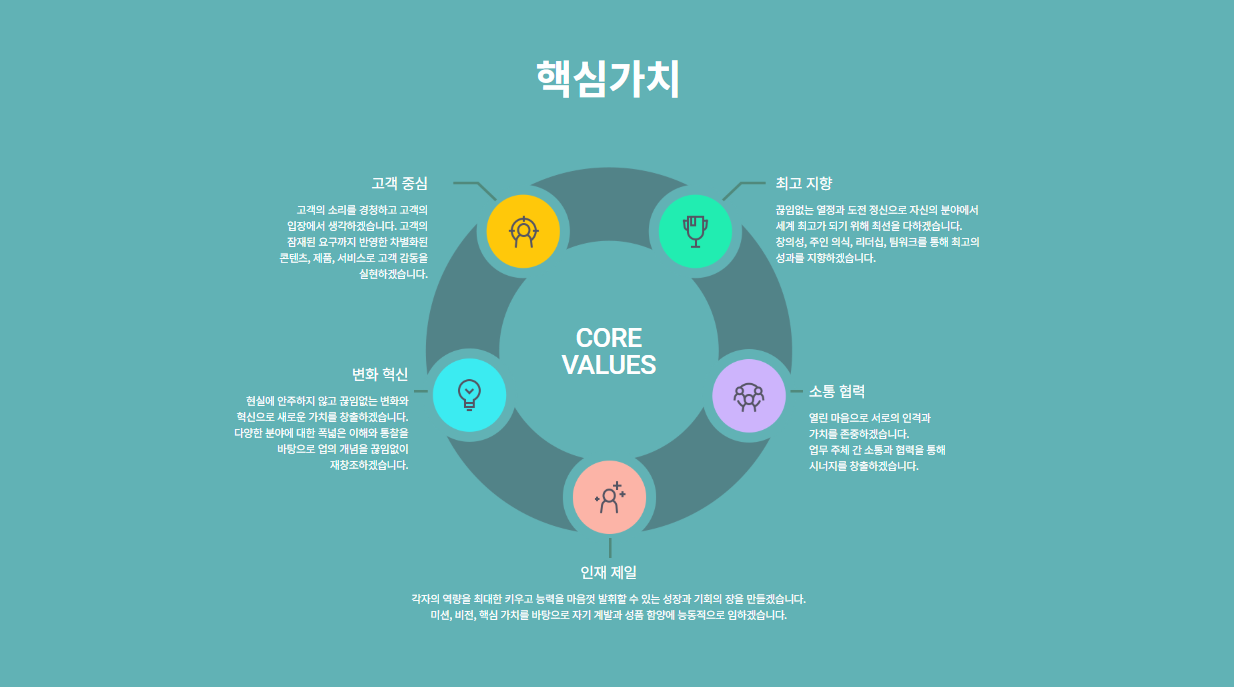 핵심가치
고객 중심
고객의 소리를 경청하고 고객의
입장에서 생각하겠습니다. 고객의
잠재된 요구까지 반영한 차별화된
콘텐츠, 제품, 서비스로 고객 감동을
실현하겠습니다.
최고 지향
끊임없는 열정과 도전 정신으로 자신의 분야에서
세계 최고가 되기 위해 최선을 다하겠습니다.
창의성, 주인 의식, 리더십, 팀워크를 통해 최고의
성과를 지향하겠습니다.
CORE
VALUES
변화 혁신
현실에 안주하지 않고 끊임없는 변화와
혁신으로 새로운 가치를 창출하겠습니다.
다양한 분야에 대한 폭넓은 이해와 통찰을
바탕으로 업의 개념을 끊임없이
재창조하겠습니다.
소통 협력
열린 마음으로 서로의 인격과
가치를 존중하겠습니다.
업무 주체 간 소통과 협력을 통해
시너지를 창출하겠습니다.
인재 제일
각자의 역량을 최대한 키우고 능력을 마음껏 발휘할 수 있는 성장과 기회의 장을 만들겠습니다.
미션, 비전, 핵심 가치를 바탕으로 자기 계발과 성품 함양에 능동적으로 임하겠습니다.